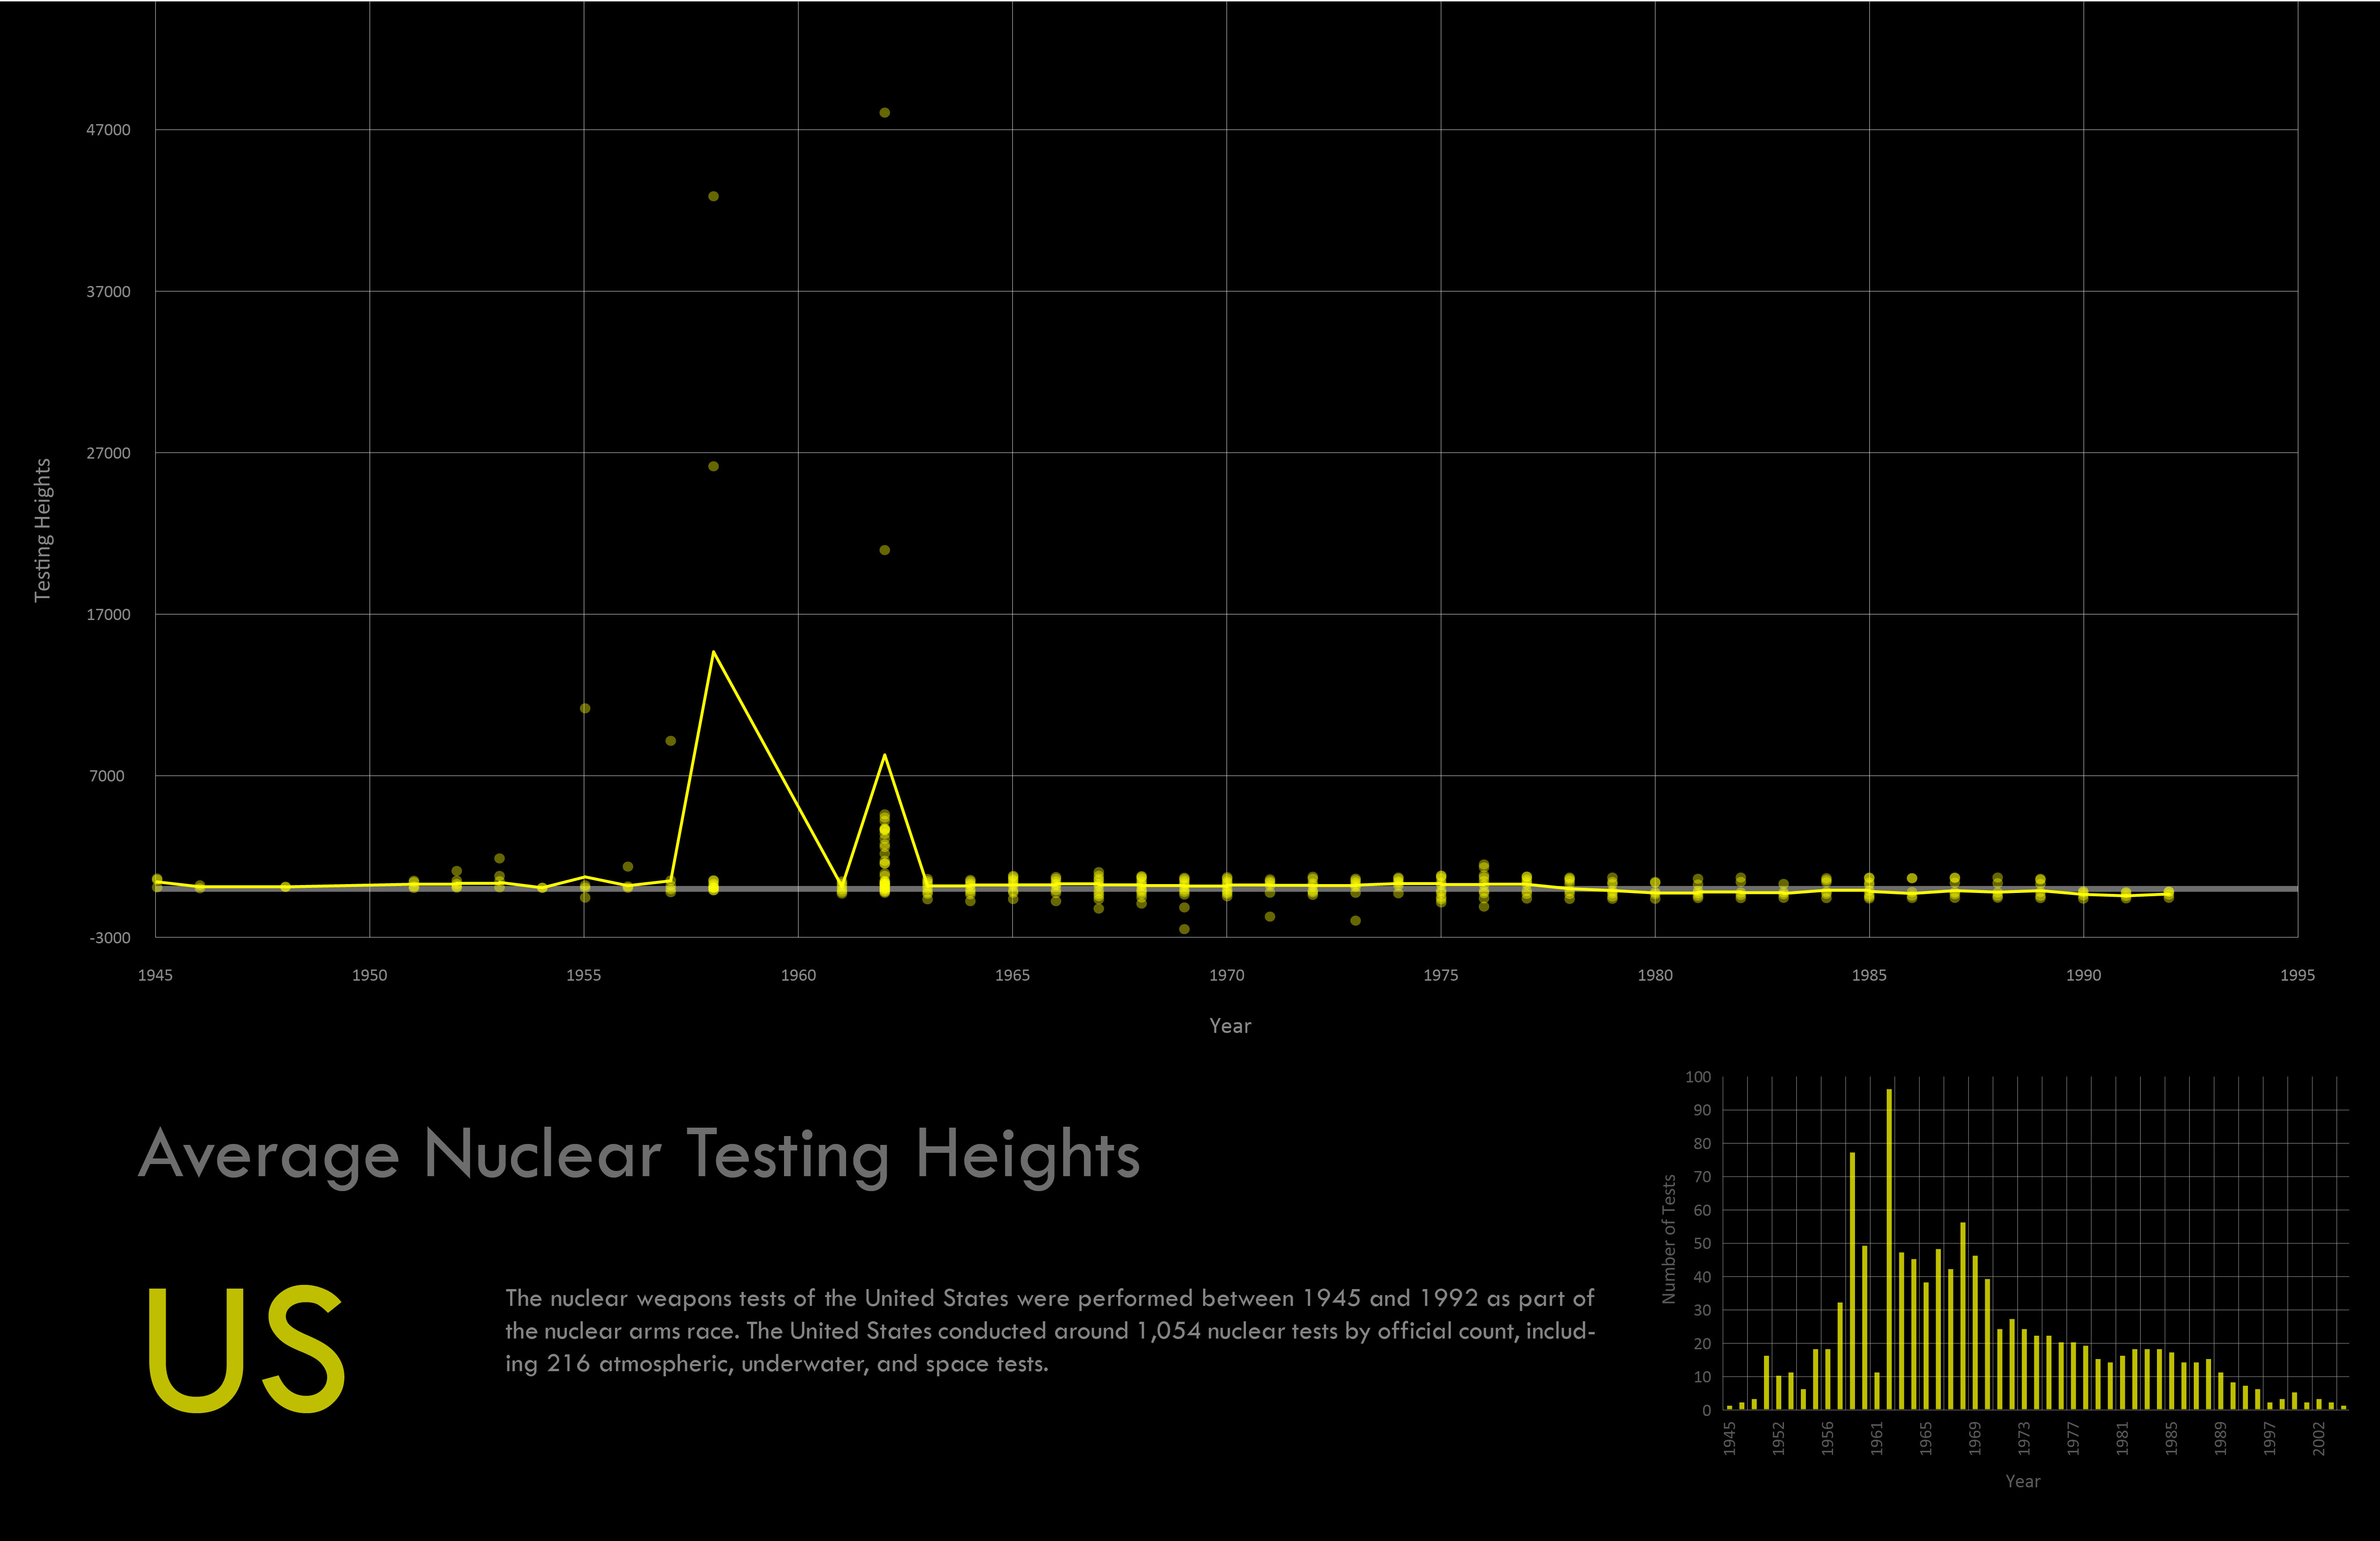 47000
37000
27000
17000
7000
-3000
Testing Heights
1945 1950 1955 1960 1965 1970 1975 1980 1985 1990 1995
Year
Average Nuclear Testing Heights
US
The nuclear weapons tests of the United States were performed between 1945 and 1992 as part of
the nuclear arms race. The United States conducted around 1,054 nuclear tests by official count, includ-
ing 216 atmospheric, underwater, and space tests.
100
90
80
70
60
50
40
30
20
10
0
Number of Tests
1945 1952 1956 1961 1965 1969 1973 1977 1981 1985 1989 1997 2002
Year